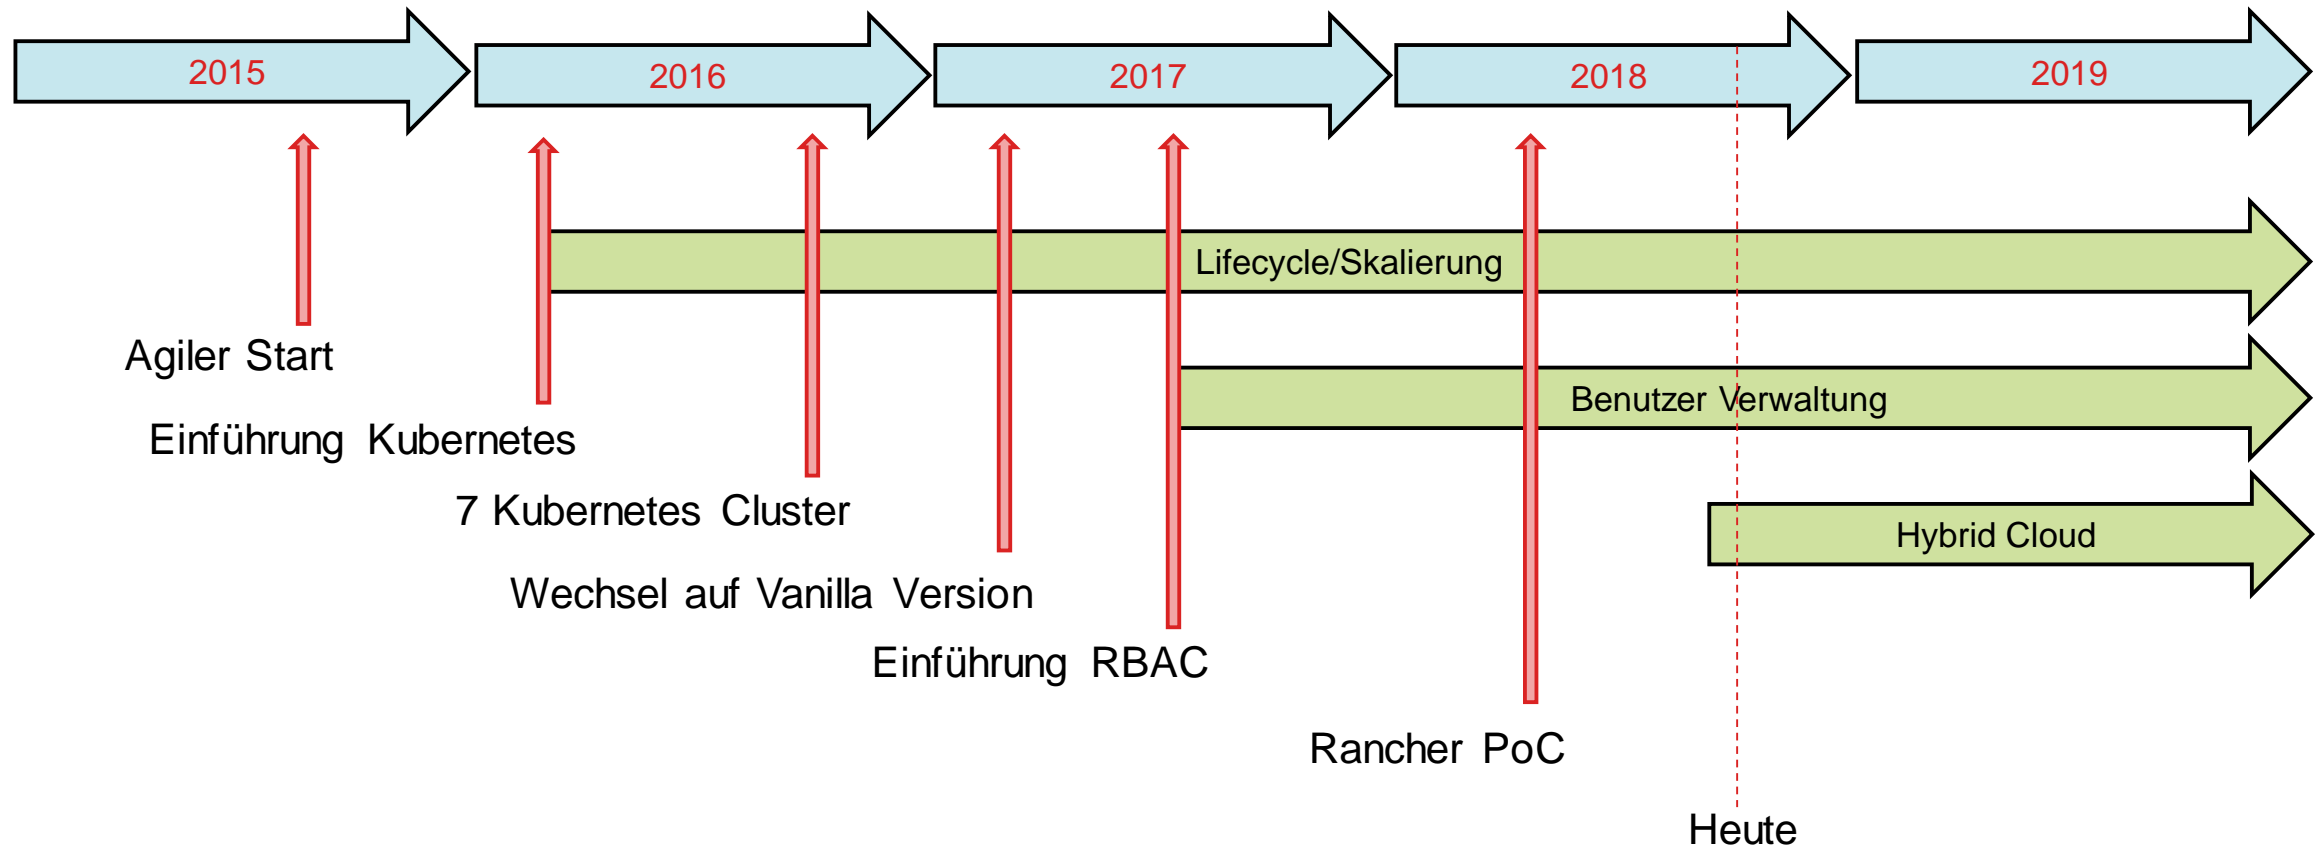 2015
2016
2017
2018
2019
Lifecycle/Skalierung
Agiler Start
Benutzer Verwaltung
Einführung Kubernetes
7 Kubernetes Cluster
Hybrid Cloud
Wechsel auf Vanilla Version
Einführung RBAC
Rancher PoC
Heute